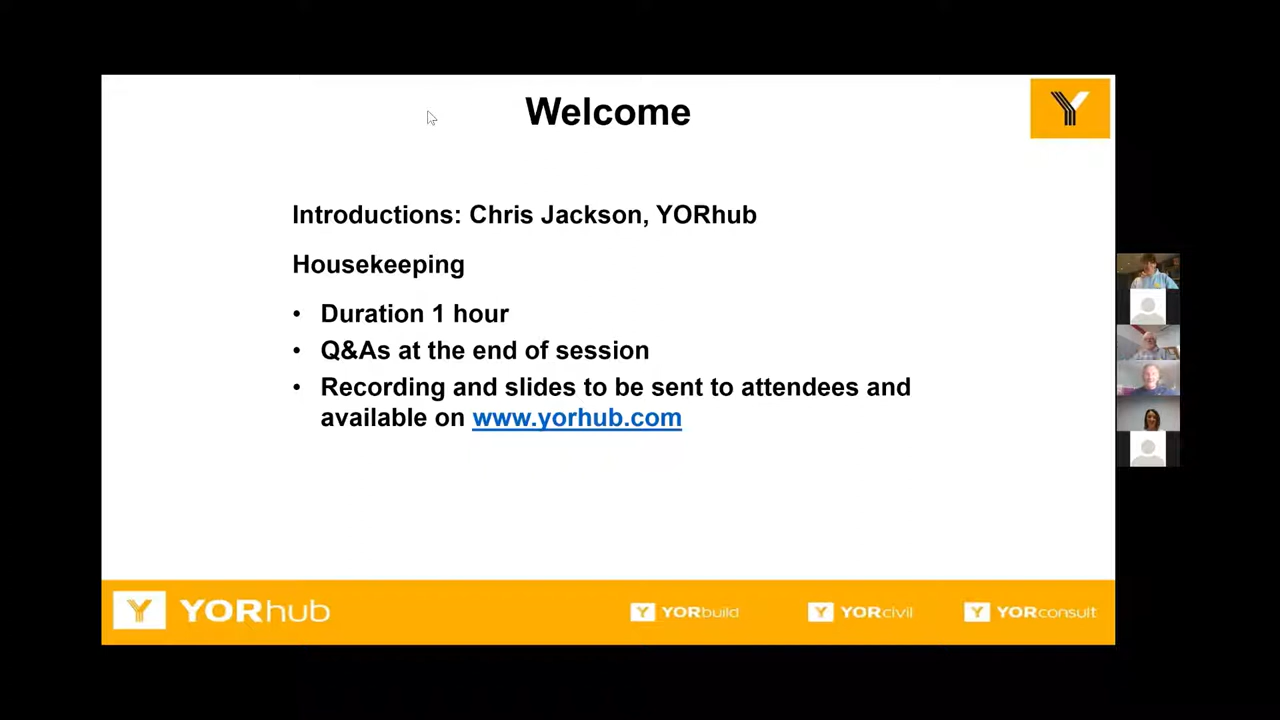 Welcome
Introductions: Chris Jackson, YORhub
Housekeeping
• Duration 1 hour
• Q&As at the end of session
• Recording and slides to be sent to attendees and
available on www.yorhub.com
YORhub
YORbuild
YORcivil
YORconsult